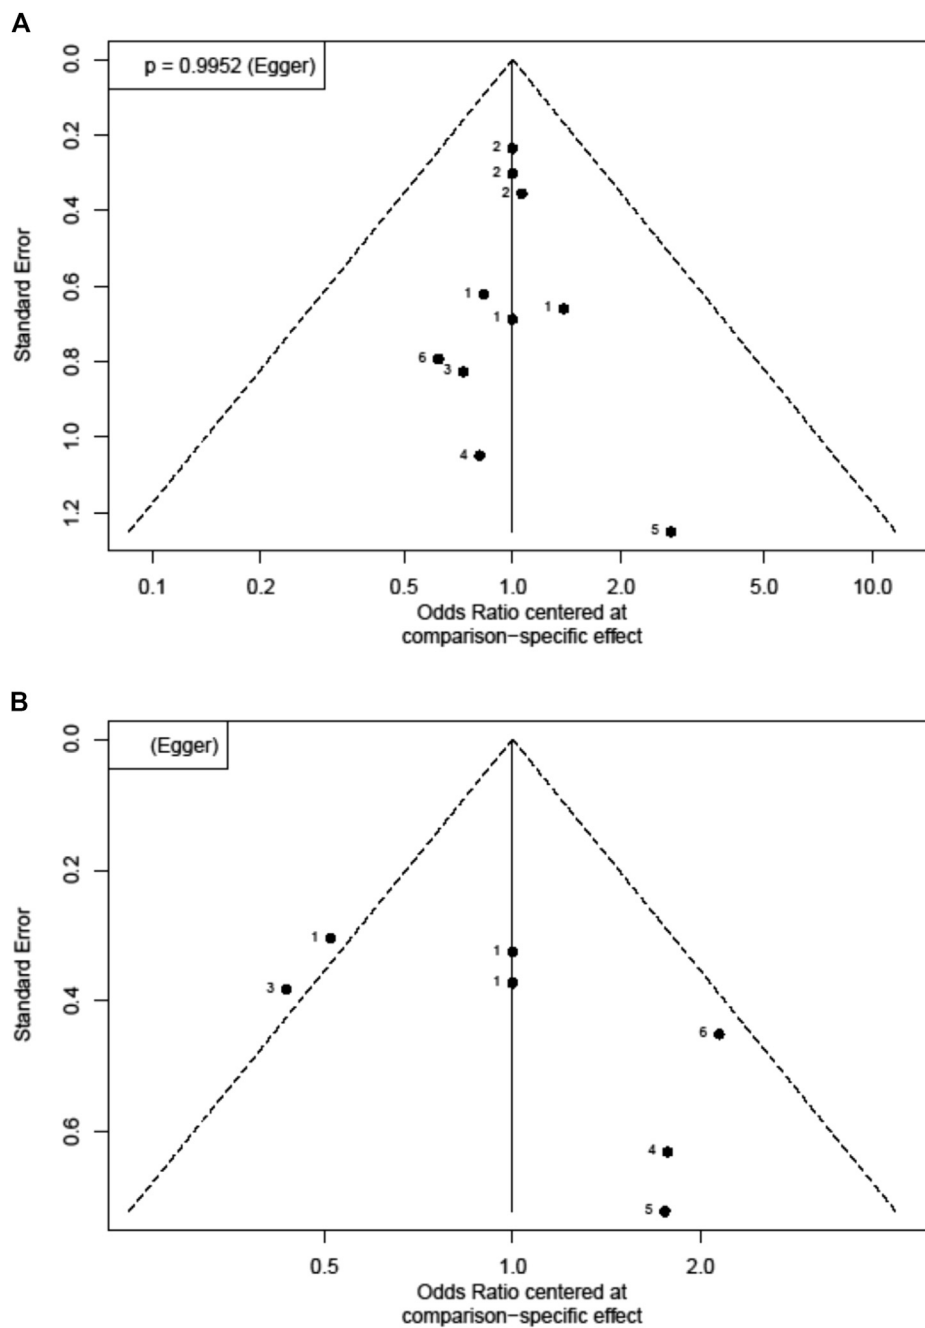 A
p = 0.9952 (Egger)
0.0
0.2
0.4
0.6
0.8
1.0
1.2
Standard Error
2
2
2
1
1
1
6
3
4
5
0.1 0.2 0.5 1.0 2.0 5.0 10.0
Odds Ratio centered at
comparison−specific effect
B
(Egger)
0.0
0.2
0.4
0.6
Standard Error
1
1
3
1
6
4
5
0.5 1.0 2.0
Odds Ratio centered at
comparison−specific effect